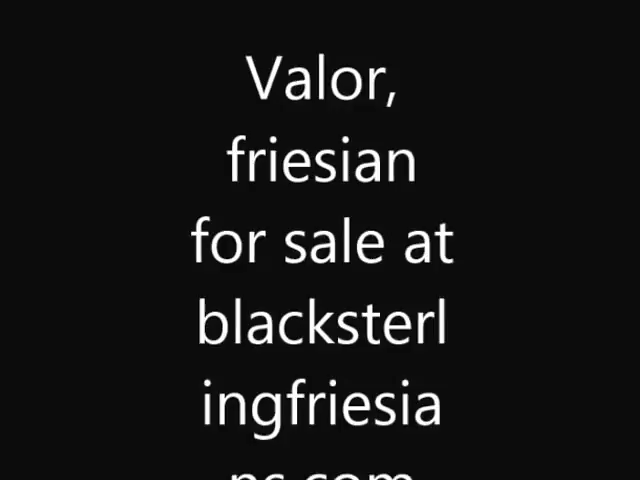 Valor,
friesian
for sale at
blacksterl
ingfriesia
ns.com